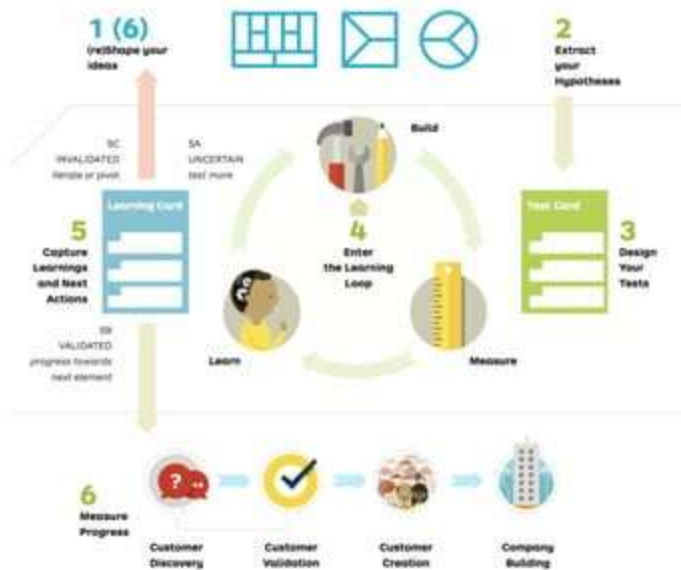 1 (6)
(re)Shape your
ideas
2
Extract
your
Hypotheses
5C
INVALIDATED
iterate or pivot
5A
UNCERTAIN
test more
Build
Learning Card
Test Card
5
Capture
Learnings
and Next
Actions
4
Enter
the Learning
Loop
3
Design
Your
Tests
5B
VALIDATED
progress towards
next element
Learn
Measure
6
Measure
Progress
?
Customer
Discovery
Customer
Validation
Customer
Creation
Company
Building